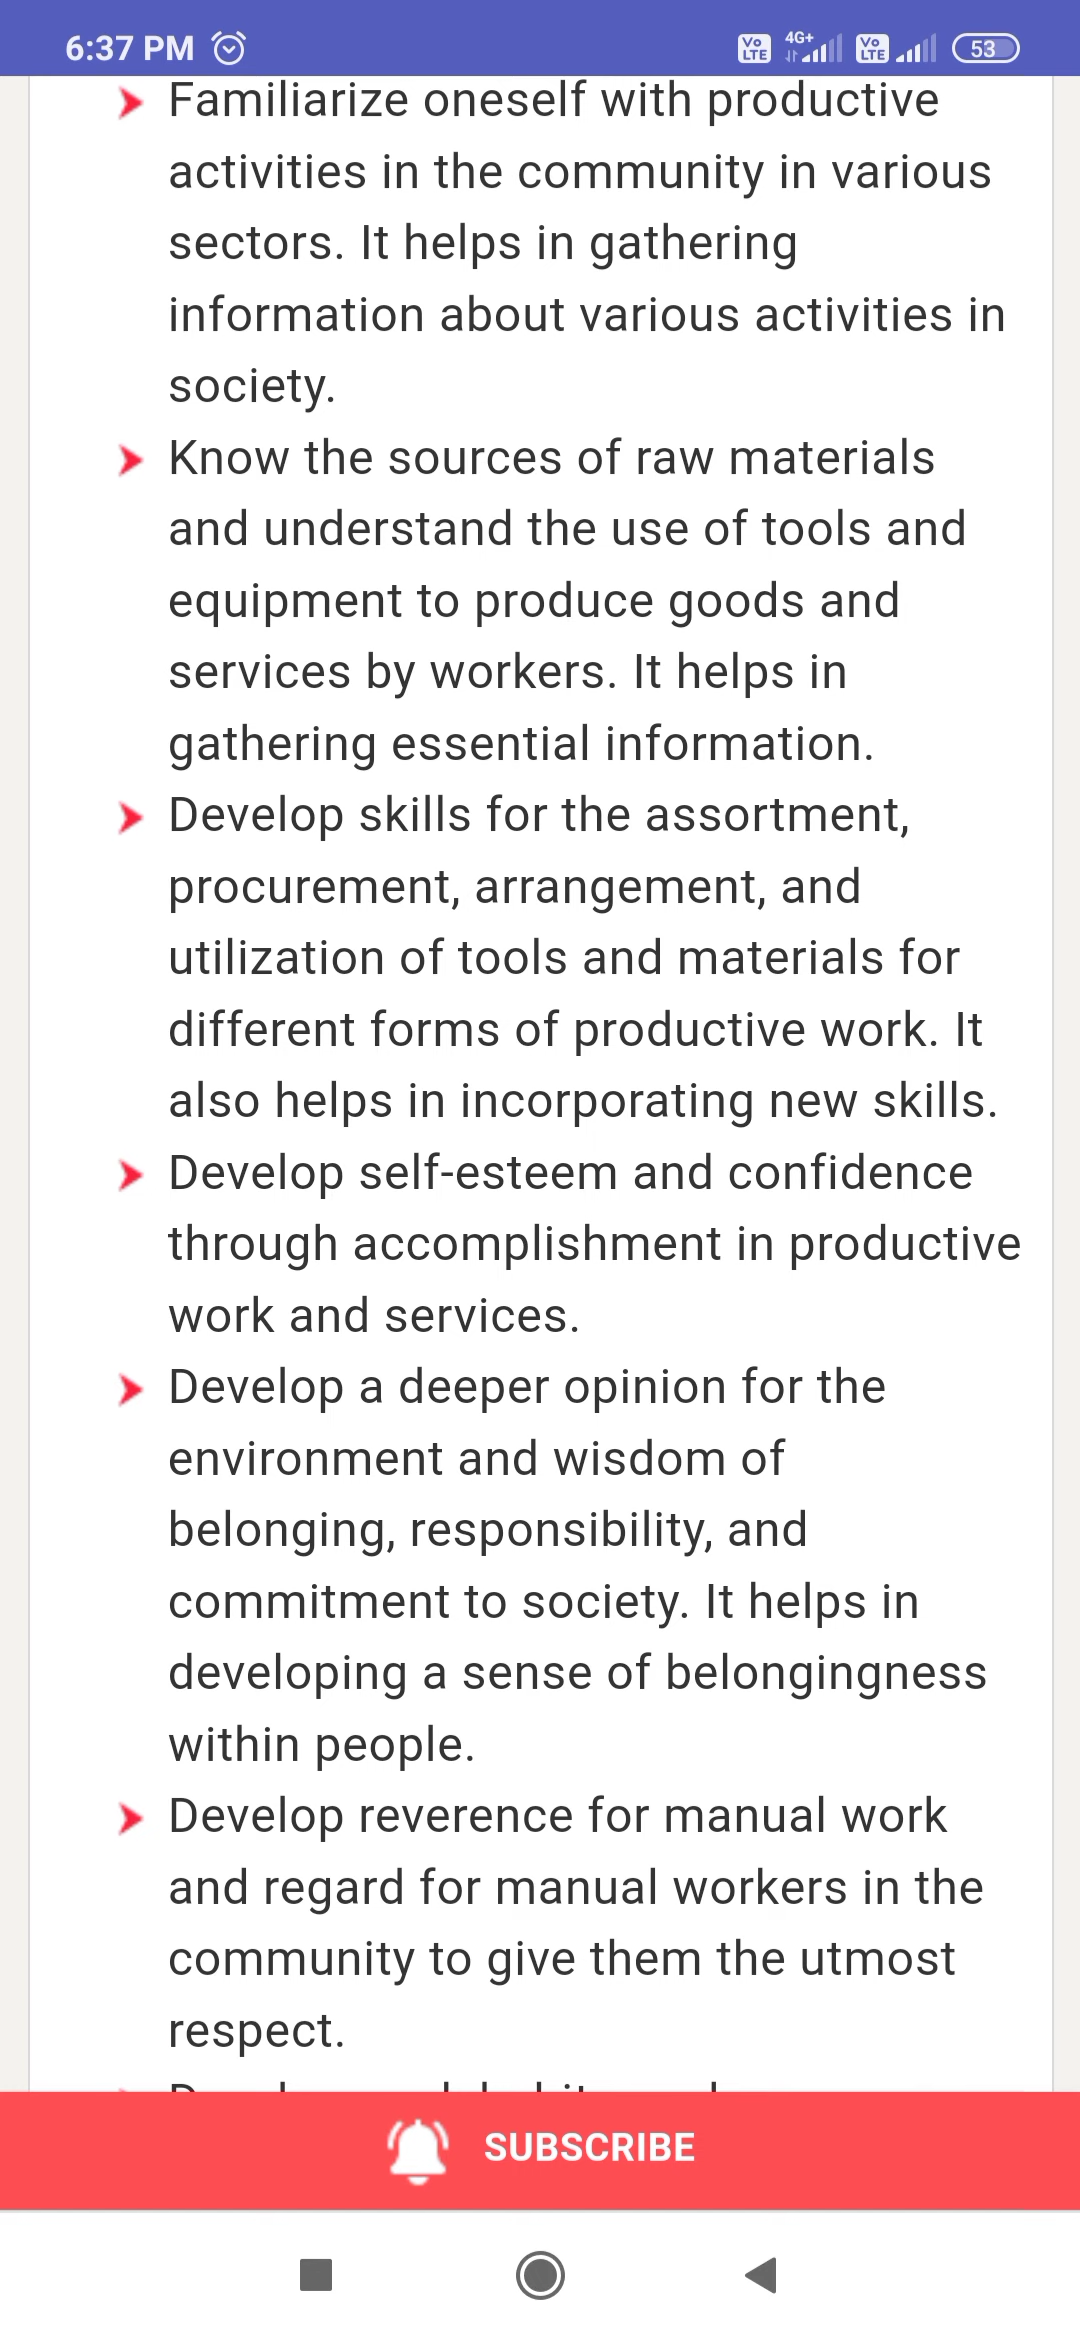 6:37 PM
Vo LTE 4G+ Vo LTE 53
Familiarize oneself with productive
activities in the community in various
sectors. It helps in gathering
information about various activities in
society.
Know the sources of raw materials
and understand the use of tools and
equipment to produce goods and
services by workers. It helps in
gathering essential information.
Develop skills for the assortment,
procurement, arrangement, and
utilization of tools and materials for
different forms of productive work. It
also helps in incorporating new skills.
Develop self-esteem and confidence
through accomplishment in productive
work and services.
Develop a deeper opinion for the
environment and wisdom of
belonging, responsibility, and
commitment to society. It helps in
developing a sense of belongingness
within people.
Develop reverence for manual work
and regard for manual workers in the
community to give them the utmost
respect.
SUBSCRIBE